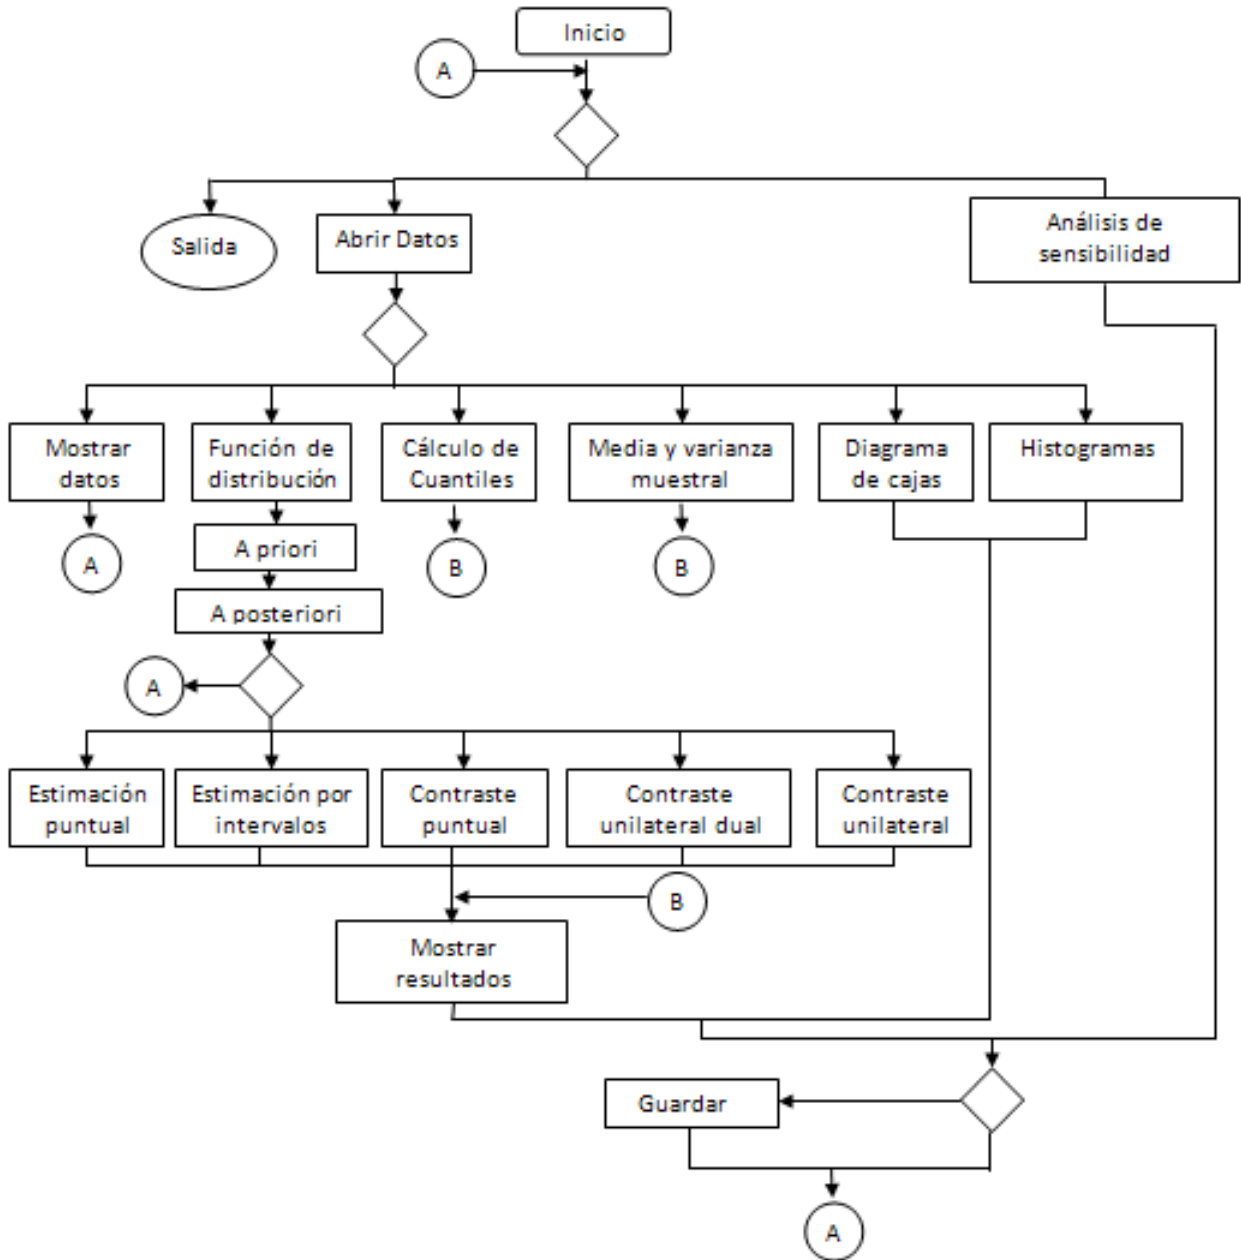 Inicio
A
Salida
Abrir Datos
Análisis de
sensibilidad
Mostrar
datos
Función de
distribución
Cálculo de
Cuantiles
Media y varianza
muestral
Diagrama
de cajas
Histogramas
A
A priori
B
B
A posteriori
A
Estimación
puntual
Estimación por
intervalos
Contraste
puntual
Contraste
unilateral dual
Contraste
unilateral
B
Mostrar
resultados
Guardar
A